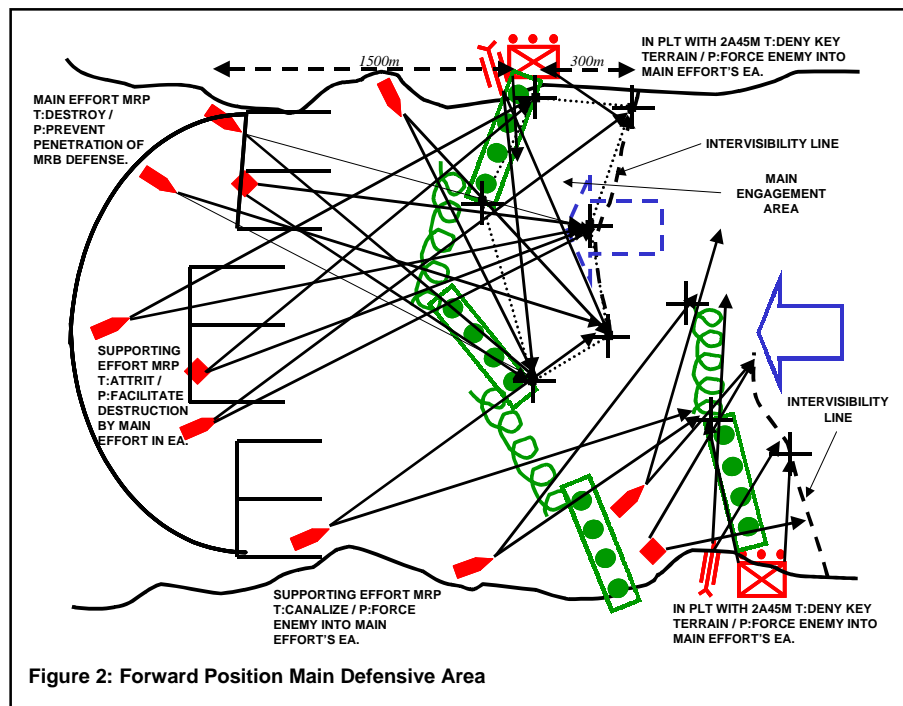 IN PLT WITH 2A45M T:DENY KEY
TERRAIN / P:FORCE ENEMY INTO
MAIN EFFORT'S EA.
1500m
300m
MAIN EFFORT MRP
T:DESTROY /
P:PREVENT
PENETRATION OF
MRB DEFENSE.
INTERVISIBILITY LINE
MAIN
ENGAGEMENT
AREA
SUPPORTING
EFFORT MRP
T:ATTRIT /
P:FACILITATE
DESTRUCTION
BY MAIN
EFFORT IN EA.
INTERVISIBILITY
LINE
SUPPORTING EFFORT MRP
T:CANALIZE / P:FORCE
ENEMY INTO MAIN
EFFORT'S EA.
IN PLT WITH 2A45M T:DENY KEY
TERRAIN / P:FORCE ENEMY INTO
MAIN EFFORT'S EA.
Figure 2: Forward Position Main Defensive Area